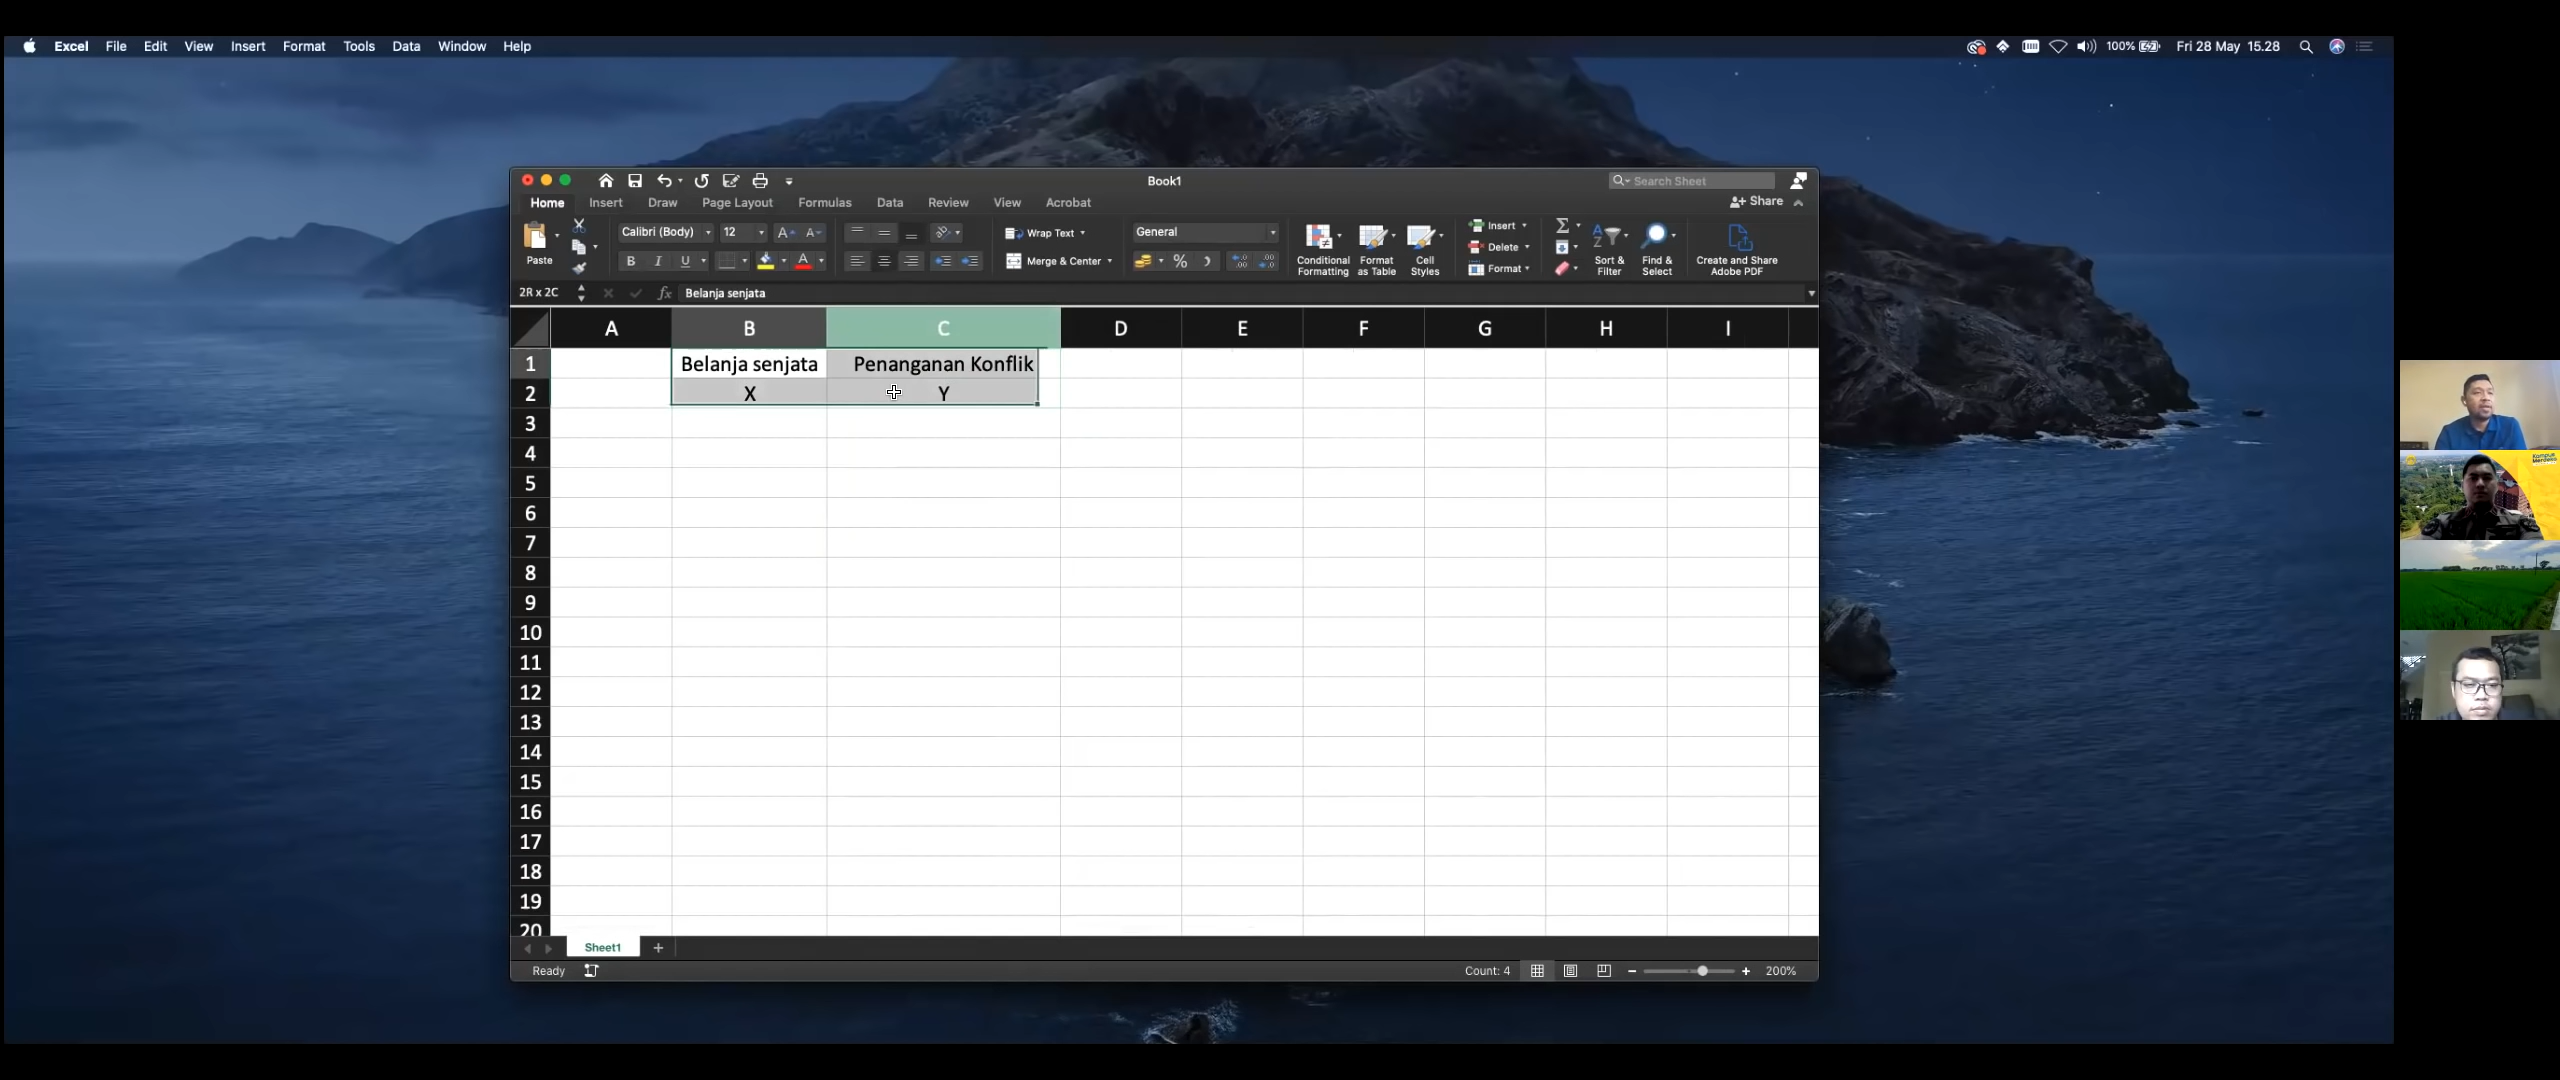 Excel File Edit View Insert Format Tools Data Window Help 100% Fri 28 May 15.28
Book1 Search Sheet
Home Insert Draw Page Layout Formulas Data Review View Acrobat Share
Calibri (Body) 12 Wrap Text General Insert
Delete
Paste B I U A Merge & Center % Format
Conditional Formatting
Format as Table
Cell Styles
Sort & Filter
Find & Select
Create and Share Adobe PDF
2R x 2C fx Belanja senjata
A B C D E F G H I
1 Belanja senjata Penanganan Konflik
2 X Y
3
4
5
6
7
8
9
10
11
12
13
14
15
16
17
18
19
20
Sheet1 +
Ready Count: 4 200%
Kampus
Merdeka